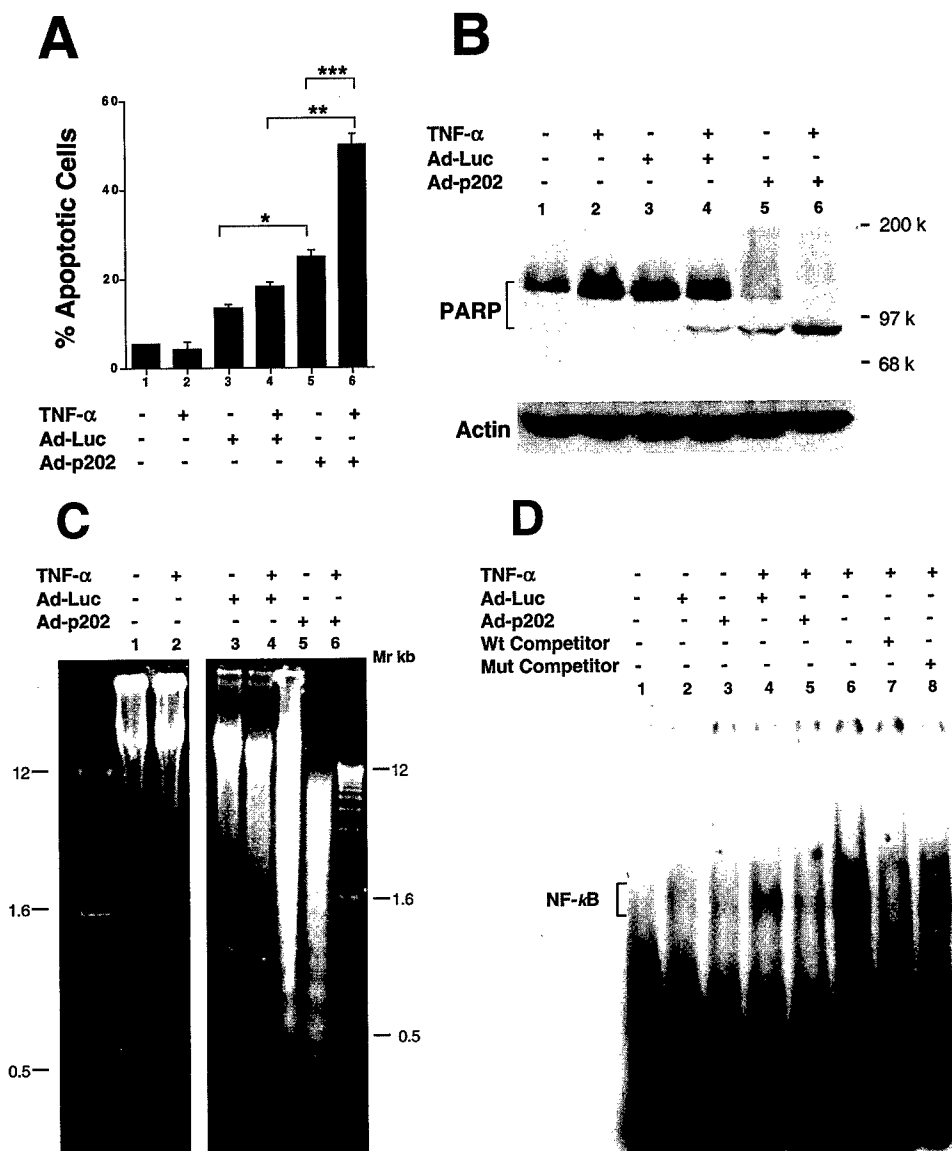 A
***
**
*
60
40
20
0
% Apoptotic Cells
1 2 3 4 5 6
TNF-α - + - + - +
Ad-Luc - - + + - -
Ad-p202 - - - - + +
B
TNF-α - + - + - +
Ad-Luc - - + + - -
Ad-p202 - - - - + +
1 2 3 4 5 6
- 200 k
PARP
- 97 k
- 68 k
Actin
C
TNF-α - + - + - +
Ad-Luc - - + + - -
Ad-p202 - - - - + +
1 2 3 4 5 6
Mr kb
12
12
1.6
1.6
0.5
0.5
D
TNF-α - - - + + + + +
Ad-Luc - + - + - - - -
Ad-p202 - - + - + - - -
Wt Competitor - - - - - - + -
Mut Competitor - - - - - - - +
1 2 3 4 5 6 7 8
NF-kB